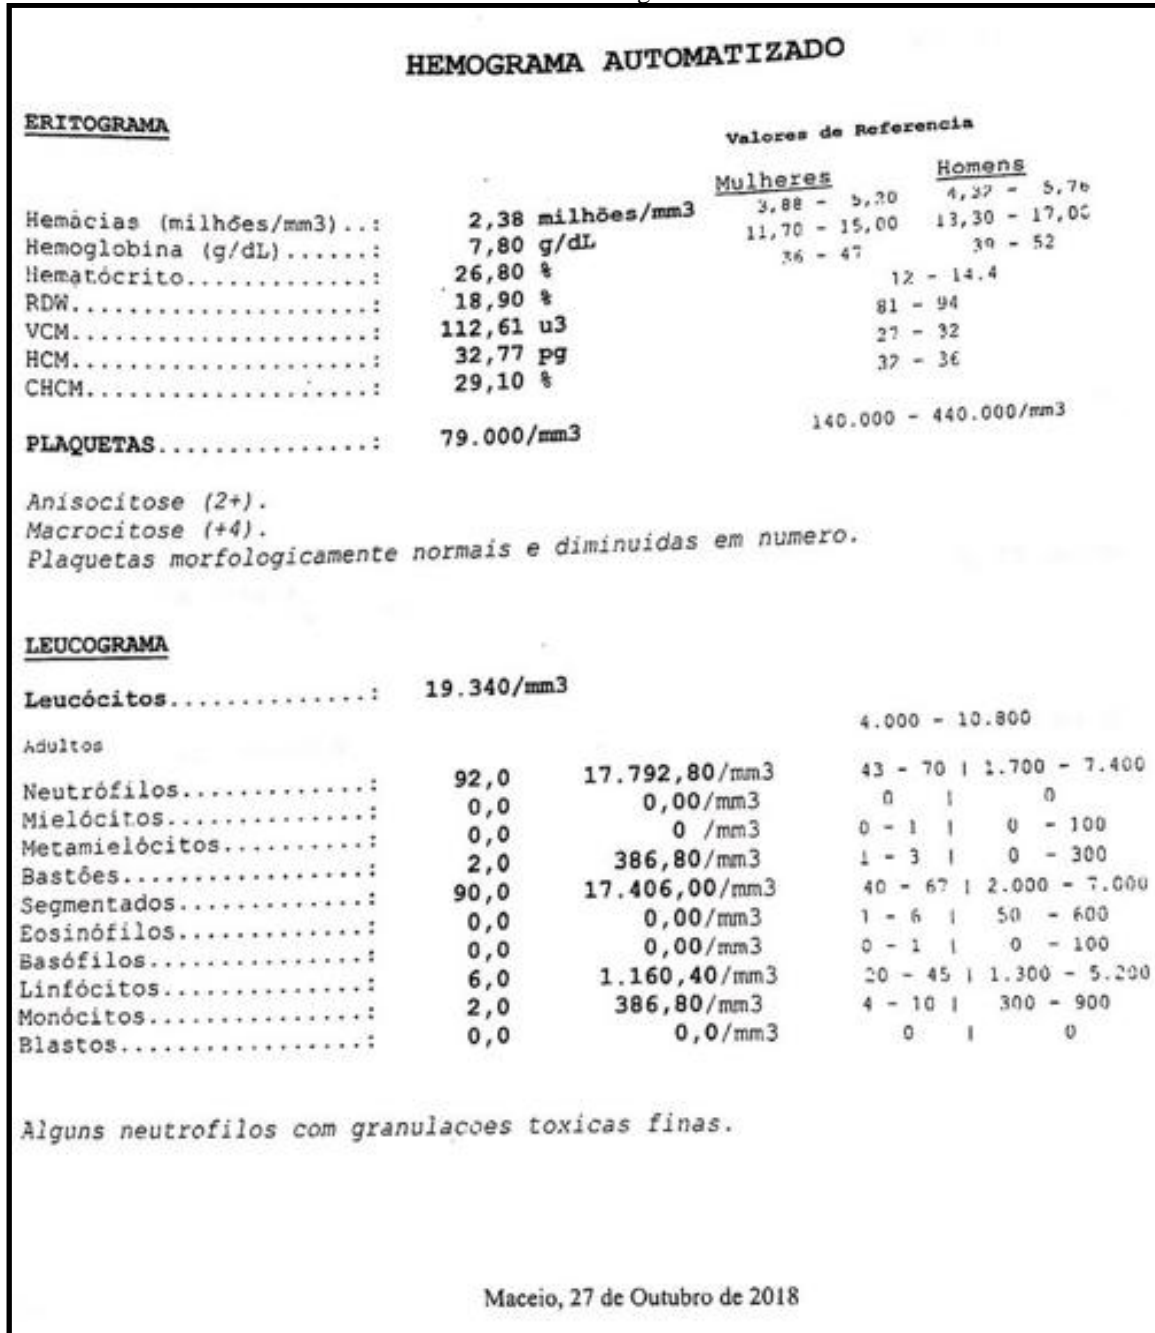 HEMOGRAMA AUTOMATIZADO
ERITOGRAMA
Valores de Referencia
Mulheres Homens
Hemácias (milhões/mm3)..: 2,38 milhões/mm3 3,88 - 5,20 4,32 - 5,76
Hemoglobina (g/dL)......: 7,80 g/dL 11,70 - 15,00 13,30 - 17,00
Hematócrito.............: 26,80 % 36 - 47 39 - 52
RDW.....................: 18,90 % 12 - 14.4
VCM.....................: 112,61 u3 81 - 94
HCM.....................: 32,77 pg 27 - 32
CHCM....................: 29,10 % 32 - 36
PLAQUETAS...............: 79.000/mm3 140.000 - 440.000/mm3
Anisocitose (2+).
Macrocitose (+4).
Plaquetas morfologicamente normais e diminuidas em numero.
LEUCOGRAMA
Leucócitos..............: 19.340/mm3
4.000 - 10.800
Adultos
Neutrófilos.............: 92,0 17.792,80/mm3 43 - 70 | 1.700 - 7.400
Mielócitos..............: 0,0 0,00/mm3 0 | 0
Metamielócitos..........: 0,0 0 /mm3 0 - 1 | 0 - 100
Bastões.................: 2,0 386,80/mm3 1 - 3 | 0 - 300
Segmentados.............: 90,0 17.406,00/mm3 40 - 67 | 2.000 - 7.000
Eosinófilos.............: 0,0 0,00/mm3 1 - 6 | 50 - 600
Basófilos...............: 0,0 0,00/mm3 0 - 1 | 0 - 100
Linfócitos..............: 6,0 1.160,40/mm3 20 - 45 | 1.300 - 5.200
Monócitos...............: 2,0 386,80/mm3 4 - 10 | 300 - 900
Blastos.................: 0,0 0,0/mm3 0 | 0
Alguns neutrofilos com granulacoes toxicas finas.
Maceio, 27 de Outubro de 2018